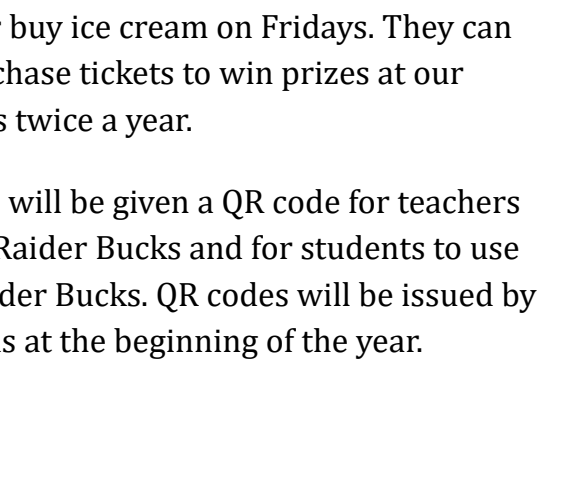 buy ice cream on Fridays. They can
tickets to win prizes at our
twice a year.
will be given a QR code for teachers
Raider Bucks and for students to use
Bucks. QR codes will be issued by
at the beginning of the year.